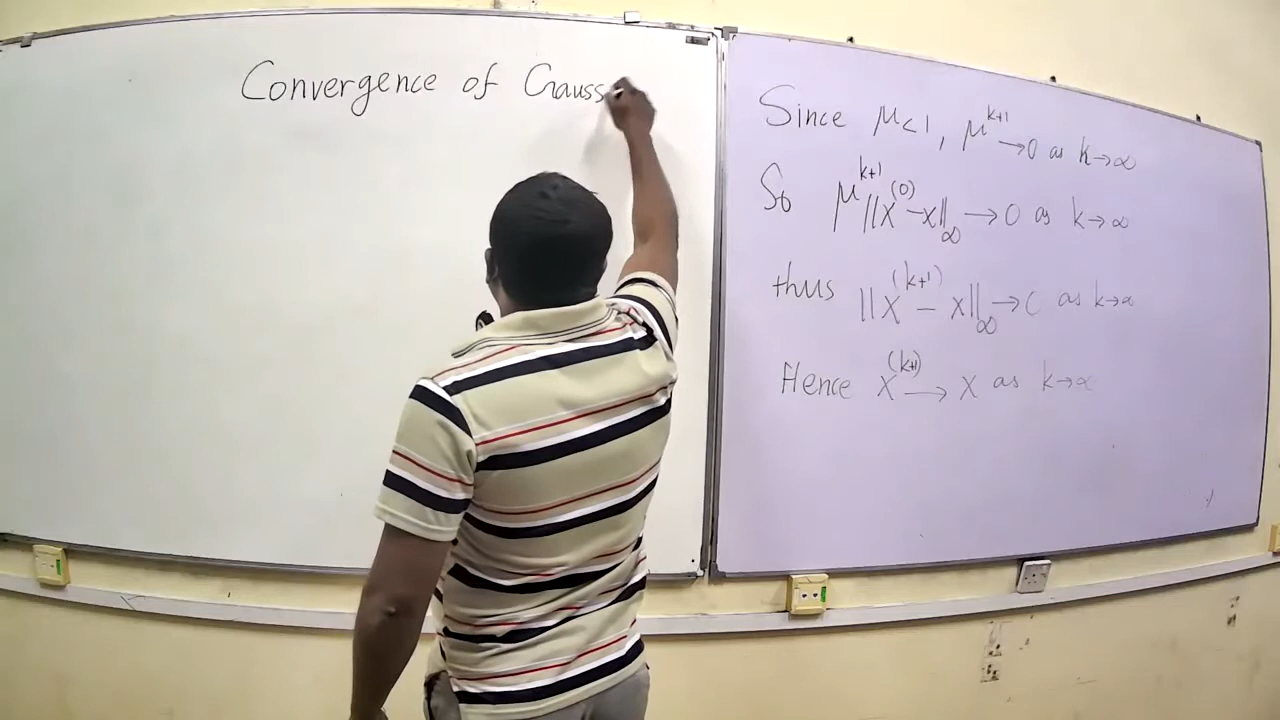 Convergence of Gauss
Since μ<1, μ^{k+1} →0 as k→∞
So μ^{k+1} ||x^{(0)} - x||_∞ → 0 as k→∞
thus ||x^{(k+1)} - x||_∞ → 0 as k→∞
Hence x^{(k+1)} → x as k→∞